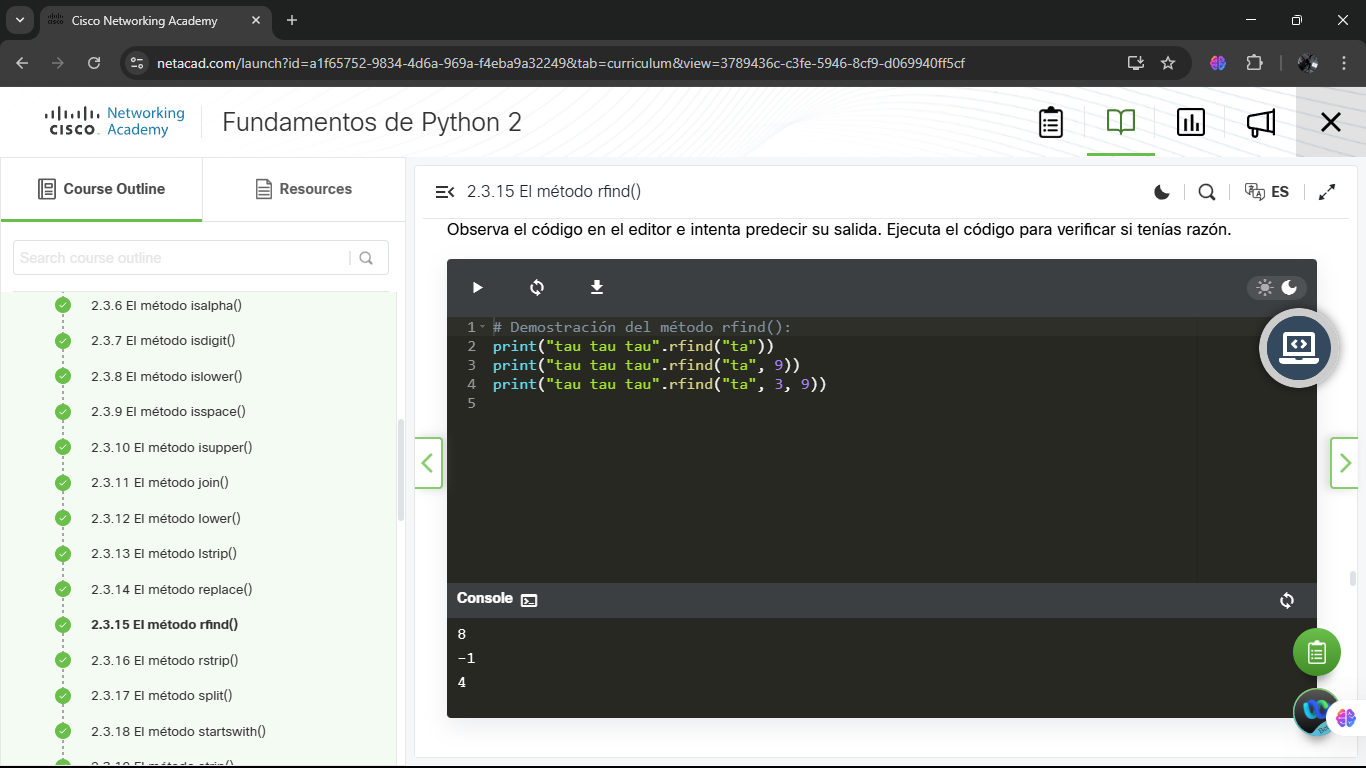 Cisco Networking Academy
netacad.com/launch?id=a1f65752-9834-4d6a-969a-f4eba9a32249&tab=curriculum&view=3789436c-c3fe-5946-8cf9-d069940ff5cf
Networking
CISCO Academy
Fundamentos de Python 2
Course Outline
Resources
2.3.15 El método rfind()
ES
Search course outline
2.3.6 El método isalpha()
2.3.7 El método isdigit()
2.3.8 El método islower()
2.3.9 El método isspace()
2.3.10 El método isupper()
2.3.11 El método join()
2.3.12 El método lower()
2.3.13 El método lstrip()
2.3.14 El método replace()
2.3.15 El método rfind()
2.3.16 El método rstrip()
2.3.17 El método split()
2.3.18 El método startswith()
2.3.19 El método strip()
Observa el código en el editor e intenta predecir su salida. Ejecuta el código para verificar si tenías razón.
1 # Demostración del método rfind():
2 print("tau tau tau".rfind("ta"))
3 print("tau tau tau".rfind("ta", 9))
4 print("tau tau tau".rfind("ta", 3, 9))
5
Console
8
-1
4